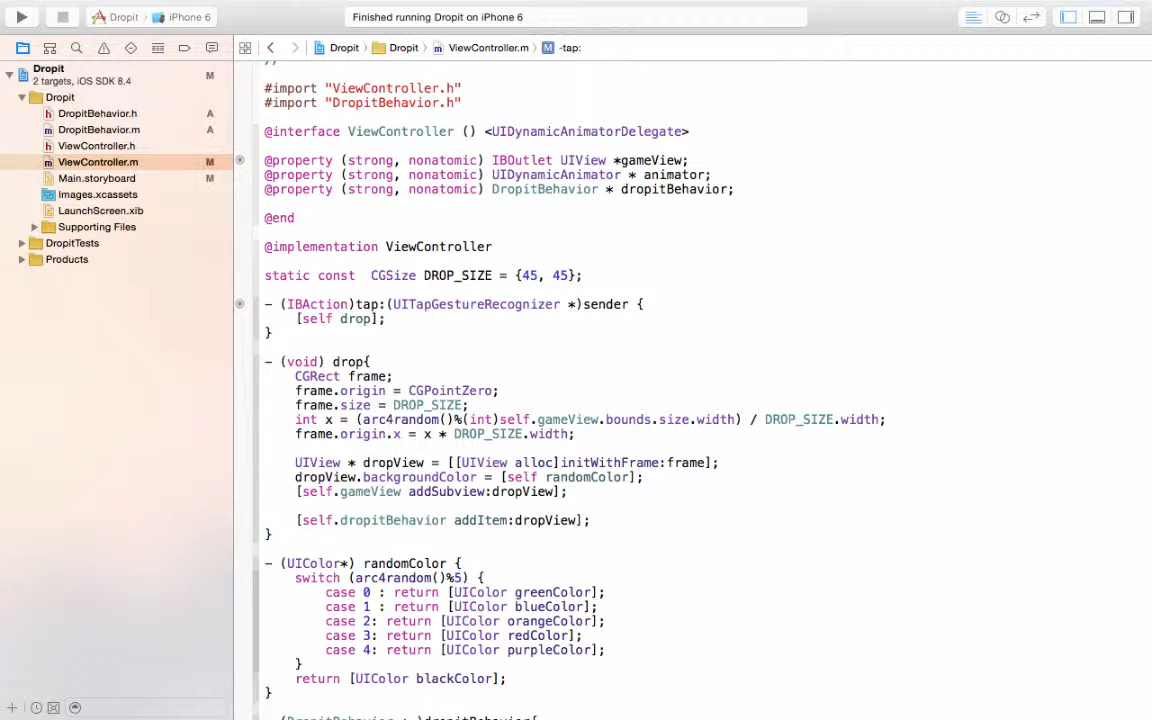 Dropit
iPhone 6
Finished running Dropit on iPhone 6
Dropit
Dropit
ViewController.m
M
-tap:
Dropit
2 targets, iOS SDK 8.4
M
Dropit
DropitBehavior.h
A
DropitBehavior.m
A
ViewController.h
ViewController.m
M
Main.storyboard
M
Images.xcassets
LaunchScreen.xib
Supporting Files
DropitTests
Products
//
#import "ViewController.h"
#import "DropitBehavior.h"
@interface ViewController () <UIDynamicAnimatorDelegate>
@property (strong, nonatomic) IBOutlet UIView *gameView;
@property (strong, nonatomic) UIDynamicAnimator * animator;
@property (strong, nonatomic) DropitBehavior * dropitBehavior;
@end
@implementation ViewController
static const  CGSize DROP_SIZE = {45, 45};
- (IBAction)tap:(UITapGestureRecognizer *)sender {
[self drop];
}
- (void) drop{
CGRect frame;
frame.origin = CGPointZero;
frame.size = DROP_SIZE;
int x = (arc4random()%(int)self.gameView.bounds.size.width) / DROP_SIZE.width;
frame.origin.x = x * DROP_SIZE.width;
UIView * dropView = [[UIView alloc]initWithFrame:frame];
dropView.backgroundColor = [self randomColor];
[self.gameView addSubview:dropView];
[self.dropitBehavior addItem:dropView];
}
- (UIColor*) randomColor {
switch (arc4random()%5) {
case 0 : return [UIColor greenColor];
case 1 : return [UIColor blueColor];
case 2: return [UIColor orangeColor];
case 3: return [UIColor redColor];
case 4: return [UIColor purpleColor];
}
return [UIColor blackColor];
}
- (DropitBehavior * )dropitBehavior{